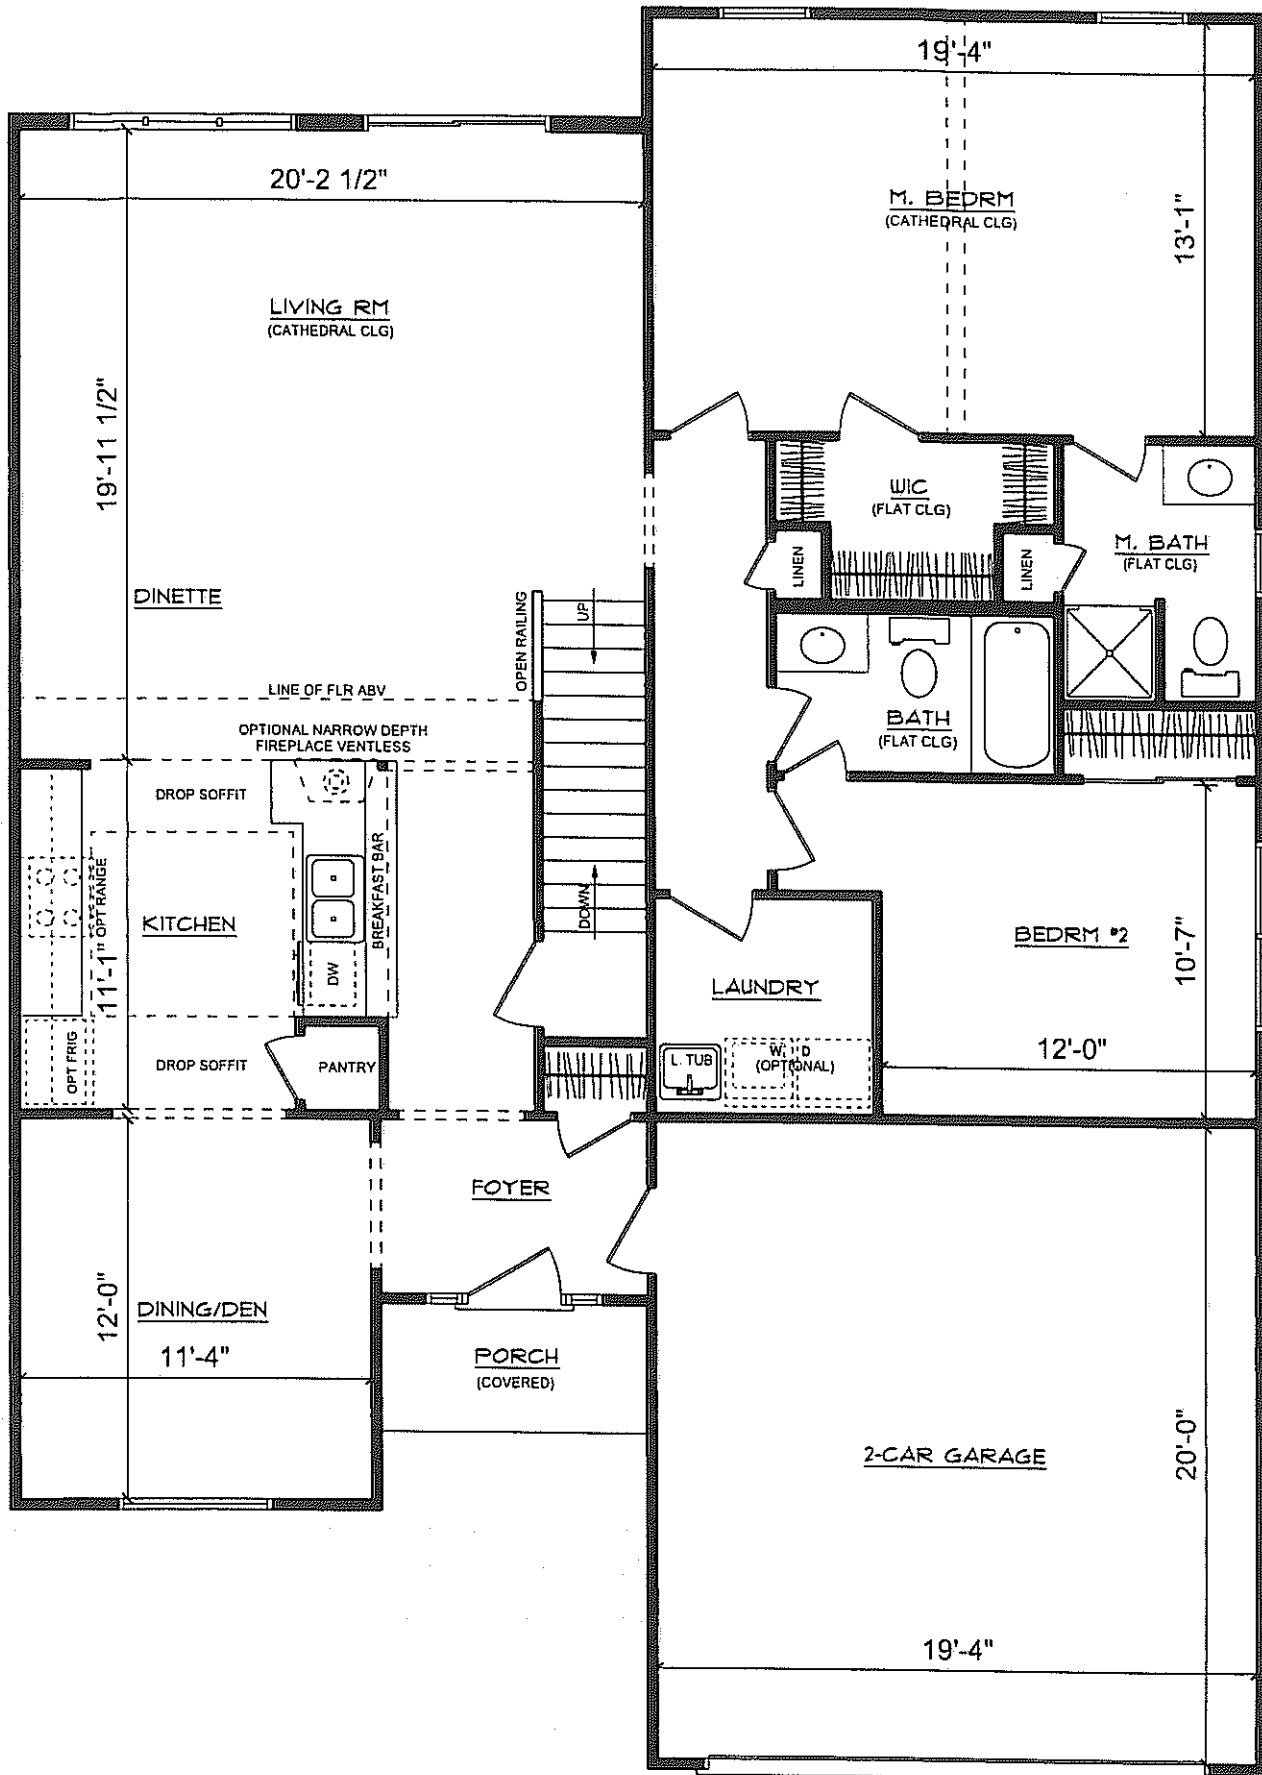 19'-4"
20'-2 1/2"
M. BEDRM
(CATHEDRAL CLG)
13'-1"
LIVING RM
(CATHEDRAL CLG)
19'-11 1/2"
WIC
(FLAT CLG)
M. BATH
(FLAT CLG)
LINEN
LINEN
DINETTE
OPEN RAILING
UP
LINE OF FLR ABV
OPTIONAL NARROW DEPTH
FIREPLACE VENTLESS
BATH
(FLAT CLG)
DROP SOFFIT
BREAKFAST BAR
OPT RANGE
11'-1"
KITCHEN
DOWN
DW
BEDRM #2
10'-7"
LAUNDRY
12'-0"
OPT FRIG
DROP SOFFIT
PANTRY
L. TUB
W. D
(OPTIONAL)
FOYER
12'-0"
DINING/DEN
11'-4"
PORCH
(COVERED)
2-CAR GARAGE
20'-0"
19'-4"